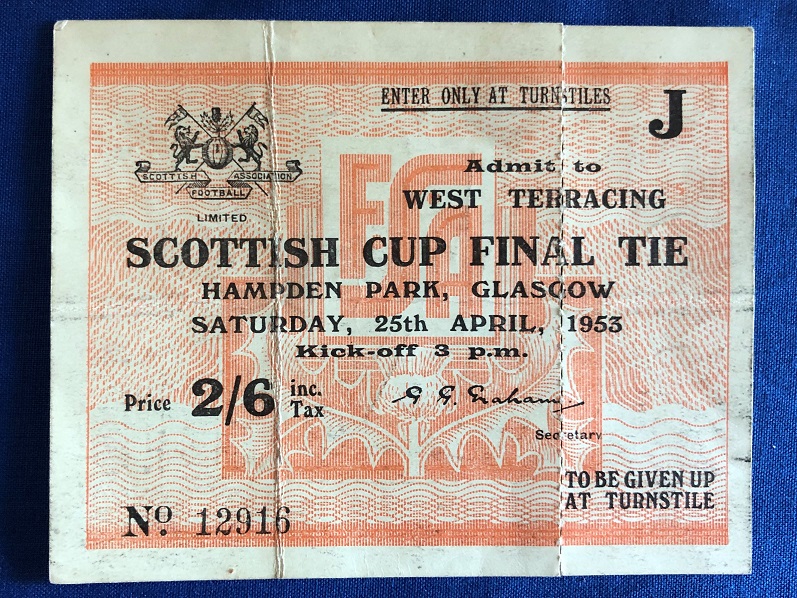 ENTER ONLY AT TURNSTILES
J
SCOTTISH ASSOCIATION
FOOTBALL
LIMITED
Admit to
WEST TERRACING
SFA
SCOTTISH CUP FINAL TIE
HAMPDEN PARK, GLASGOW
SATURDAY, 25th APRIL, 1953
Kick-off 3 p.m.
Price 2/6 inc. Tax
G. G. Graham
Secretary
TO BE GIVEN UP
AT TURNSTILE
No. 12916